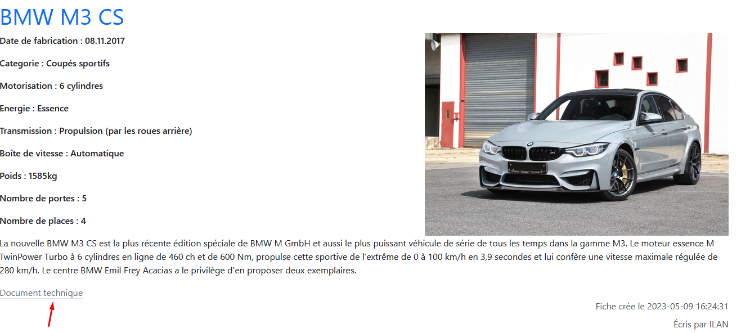 BMW M3 CS
Date de fabrication : 08.11.2017
Categorie : Coupés sportifs
Motorisation : 6 cylindres
Energie : Essence
Transmission : Propulsion (par les roues arrière)
Boîte de vitesse : Automatique
Poids : 1585kg
Nombre de portes : 5
Nombre de places : 4
La nouvelle BMW M3 CS est la plus récente édition spéciale de BMW M GmbH et aussi le plus puissant véhicule de série de tous les temps dans la gamme M3. Le moteur essence M
TwinPower Turbo à 6 cylindres en ligne de 460 ch et de 600 Nm, propulse cette sportive de l'extrême de 0 à 100 km/h en 3,9 secondes et lui confère une vitesse maximale régulée de
280 km/h. Le centre BMW Emil Frey Acacias a le privilège d'en proposer deux exemplaires.
Document technique
Fiche crée le 2023-05-09 16:24:31
Écris par ILAN